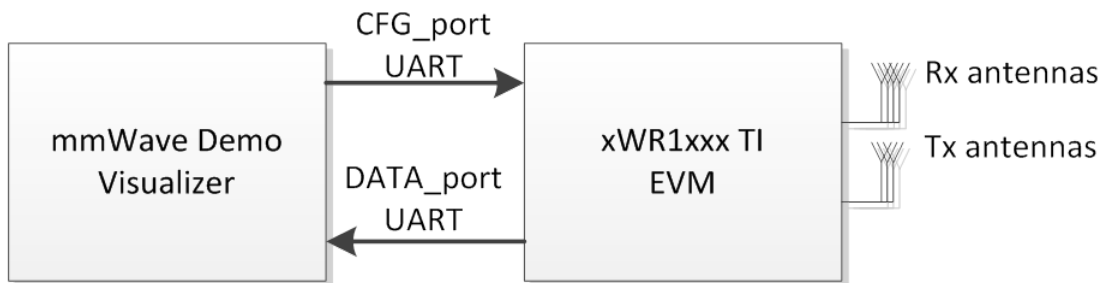 CFG_port
UART
mmWave Demo
Visualizer
DATA_port
UART
xWR1xxx TI
EVM
Rx antennas
Tx antennas